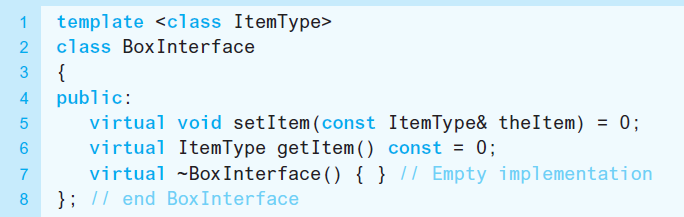 1 template <class ItemType>
2 class BoxInterface
3 {
4 public:
5 virtual void setItem(const ItemType& theItem) = 0;
6 virtual ItemType getItem() const = 0;
7 virtual ~BoxInterface() { } // Empty implementation
8 }; // end BoxInterface